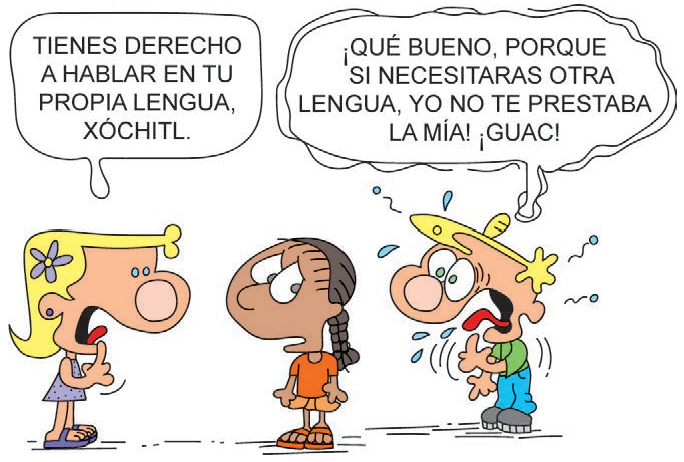 TIENES DERECHO
A HABLAR EN TU
PROPIA LENGUA,
XÓCHITL.
¡QUÉ BUENO, PORQUE
SI NECESITARAS OTRA
LENGUA, YO NO TE PRESTABA
LA MÍA! ¡GUAC!